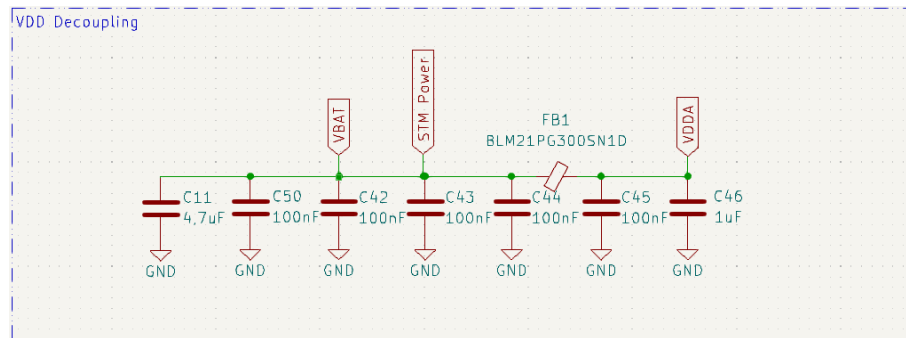 VDD Decoupling
VBAT
STM Power
VDDA
FB1
BLM21PG300SN1D
C11
4,7uF
C50
100nF
C42
100nF
C43
100nF
C44
100nF
C45
100nF
C46
1uF
GND
GND
GND
GND
GND
GND
GND